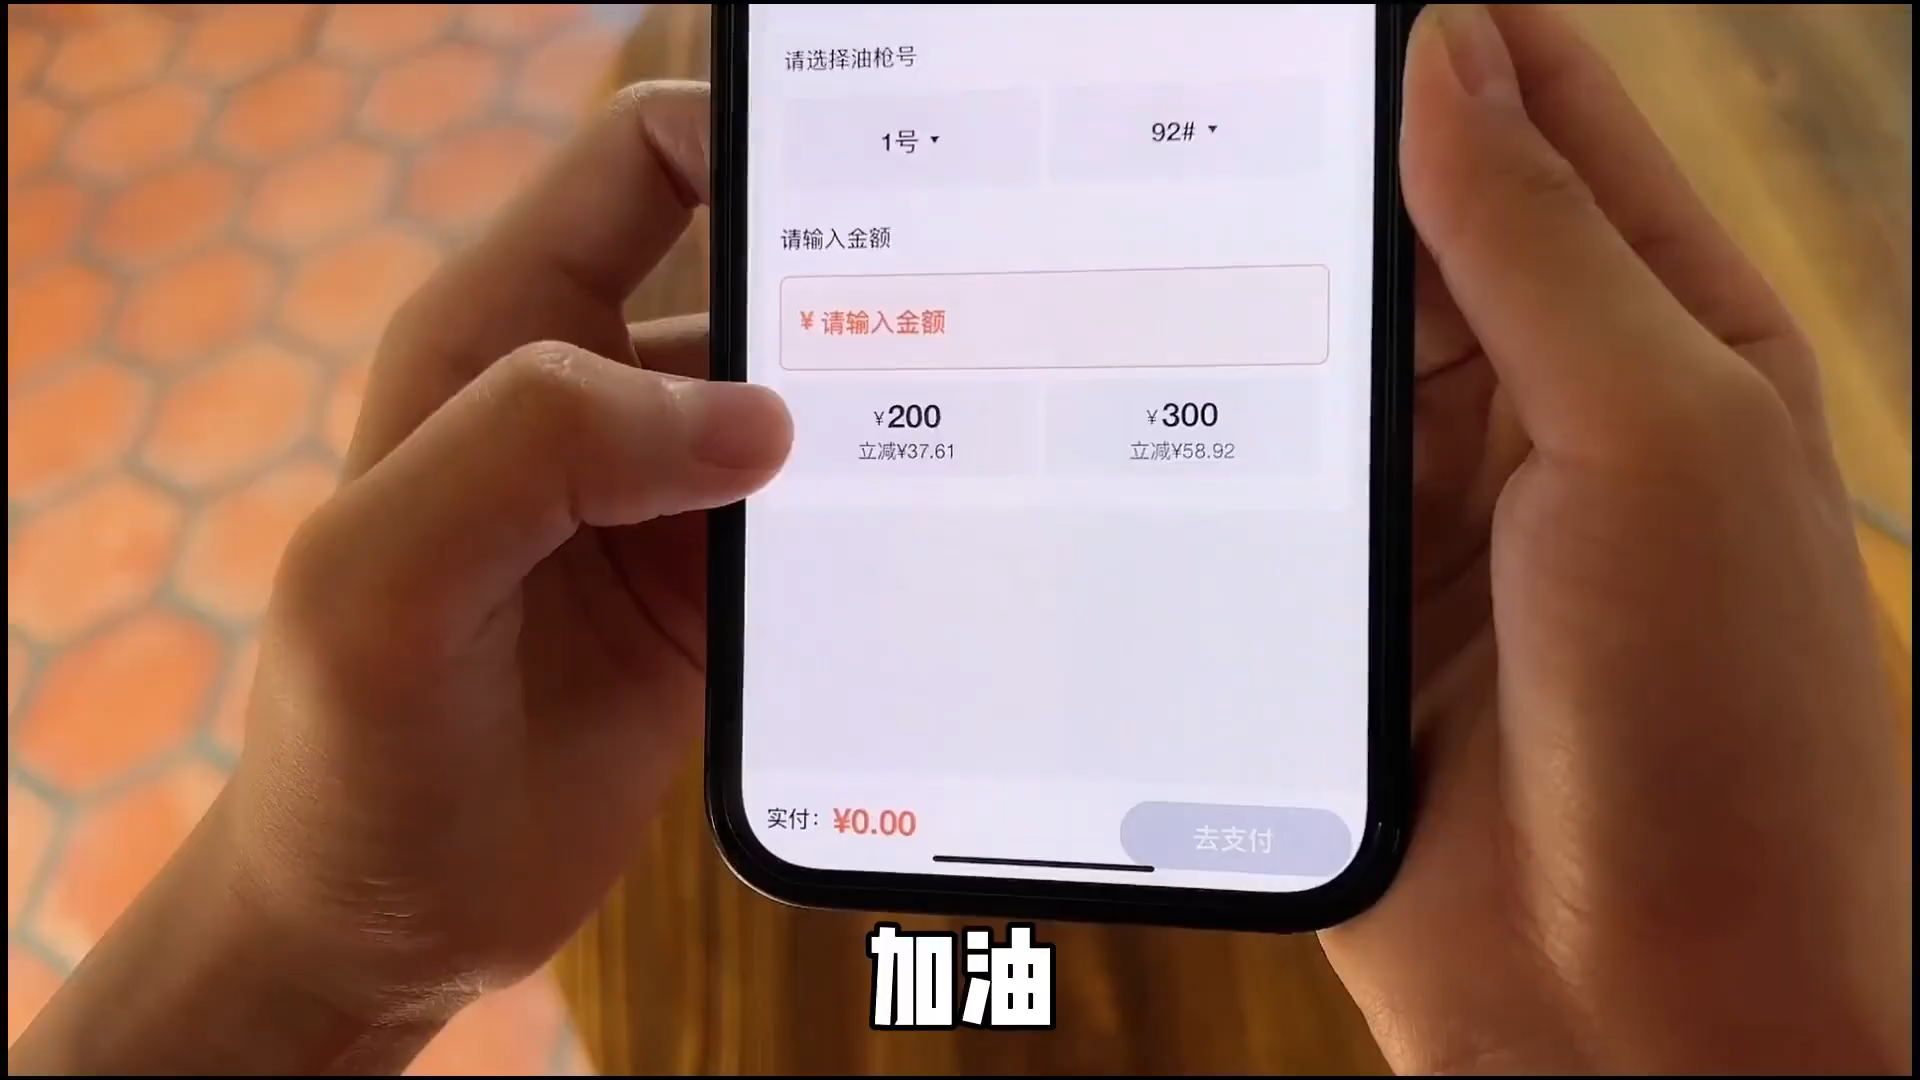 请选择油枪号
1号
92#
请输入金额
¥ 请输入金额
¥200
¥300
立减¥37.61
立减¥58.92
实付：¥0.00
去支付
加油